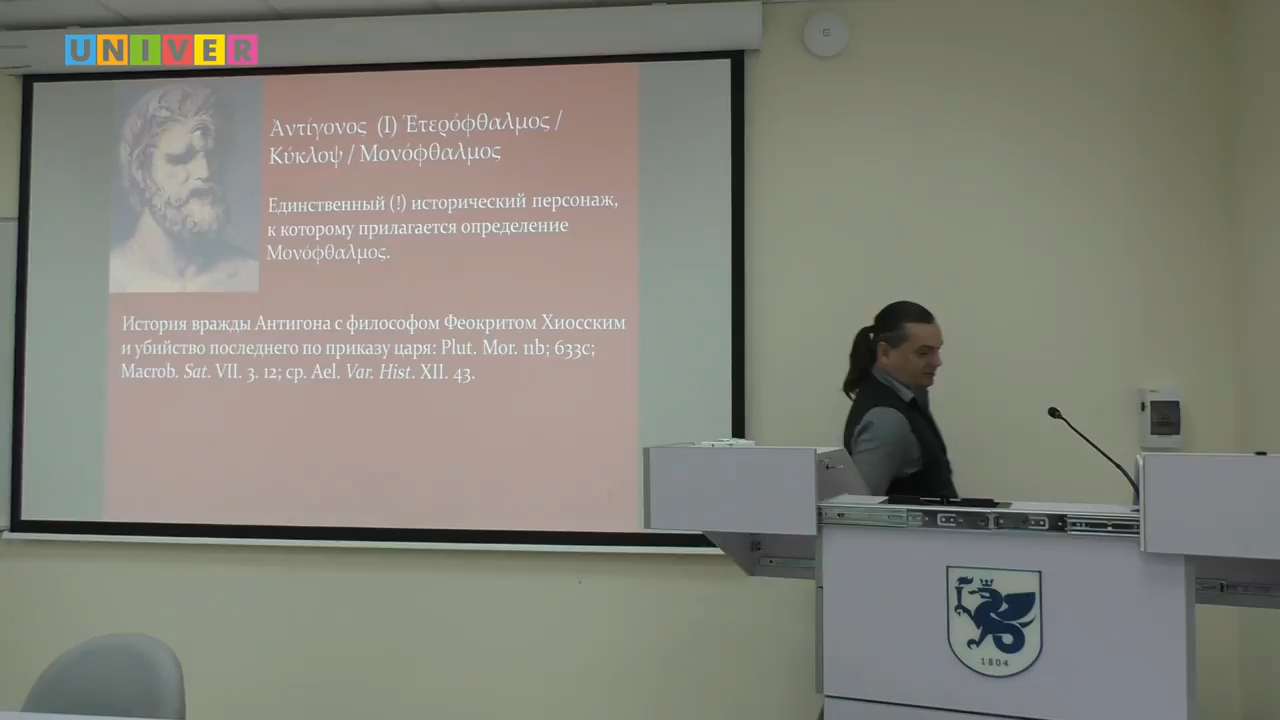 UNIVER
Ἀντίγονος (I) Ἑτερόφθαλμος /
Κύκλοψ / Μονόφθαλμος
Единственный (!) исторический персонаж,
к которому прилагается определение
Μονόφθαλμος.
История вражды Антигона с философом Феокритом Хиосским
и убийство последнего по приказу царя: Plut. Mor. 11b; 633c;
Macrob. Sat. VII. 3. 12; ср. Ael. Var. Hist. XII. 43.
1804